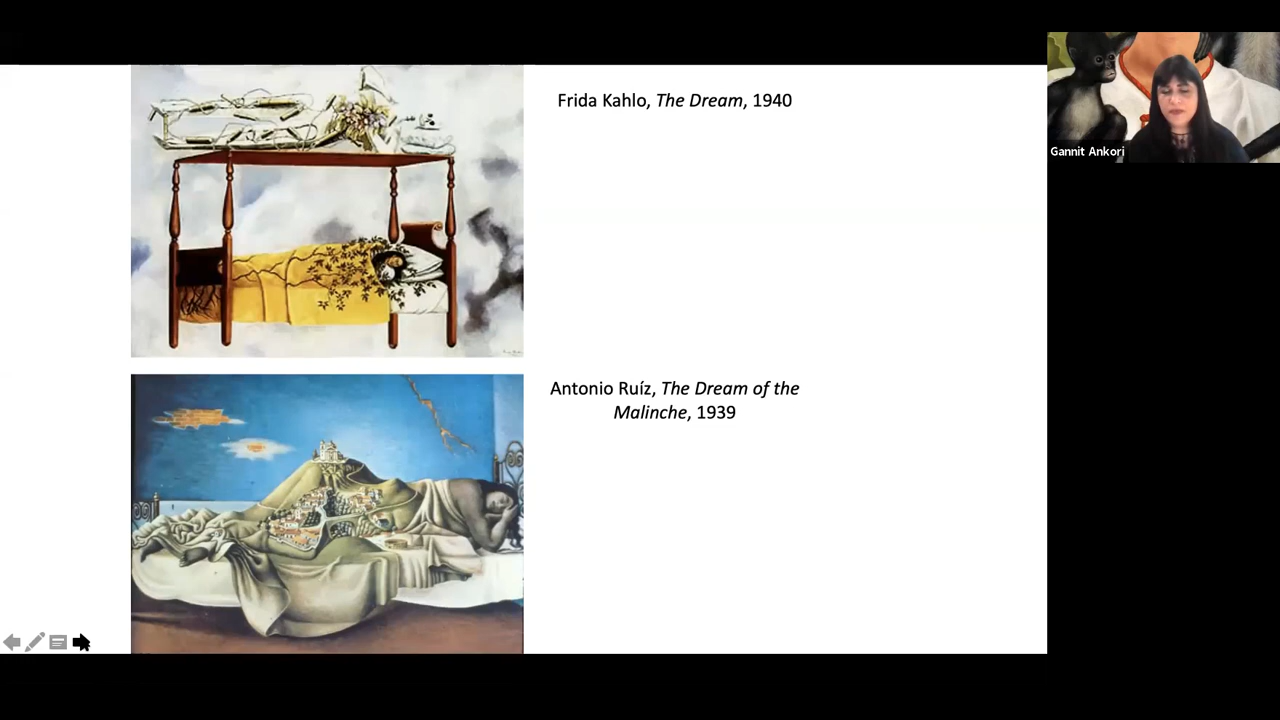 Frida Kahlo, The Dream, 1940
Gannit Ankori
Antonio Ruíz, The Dream of the
Malinche, 1939